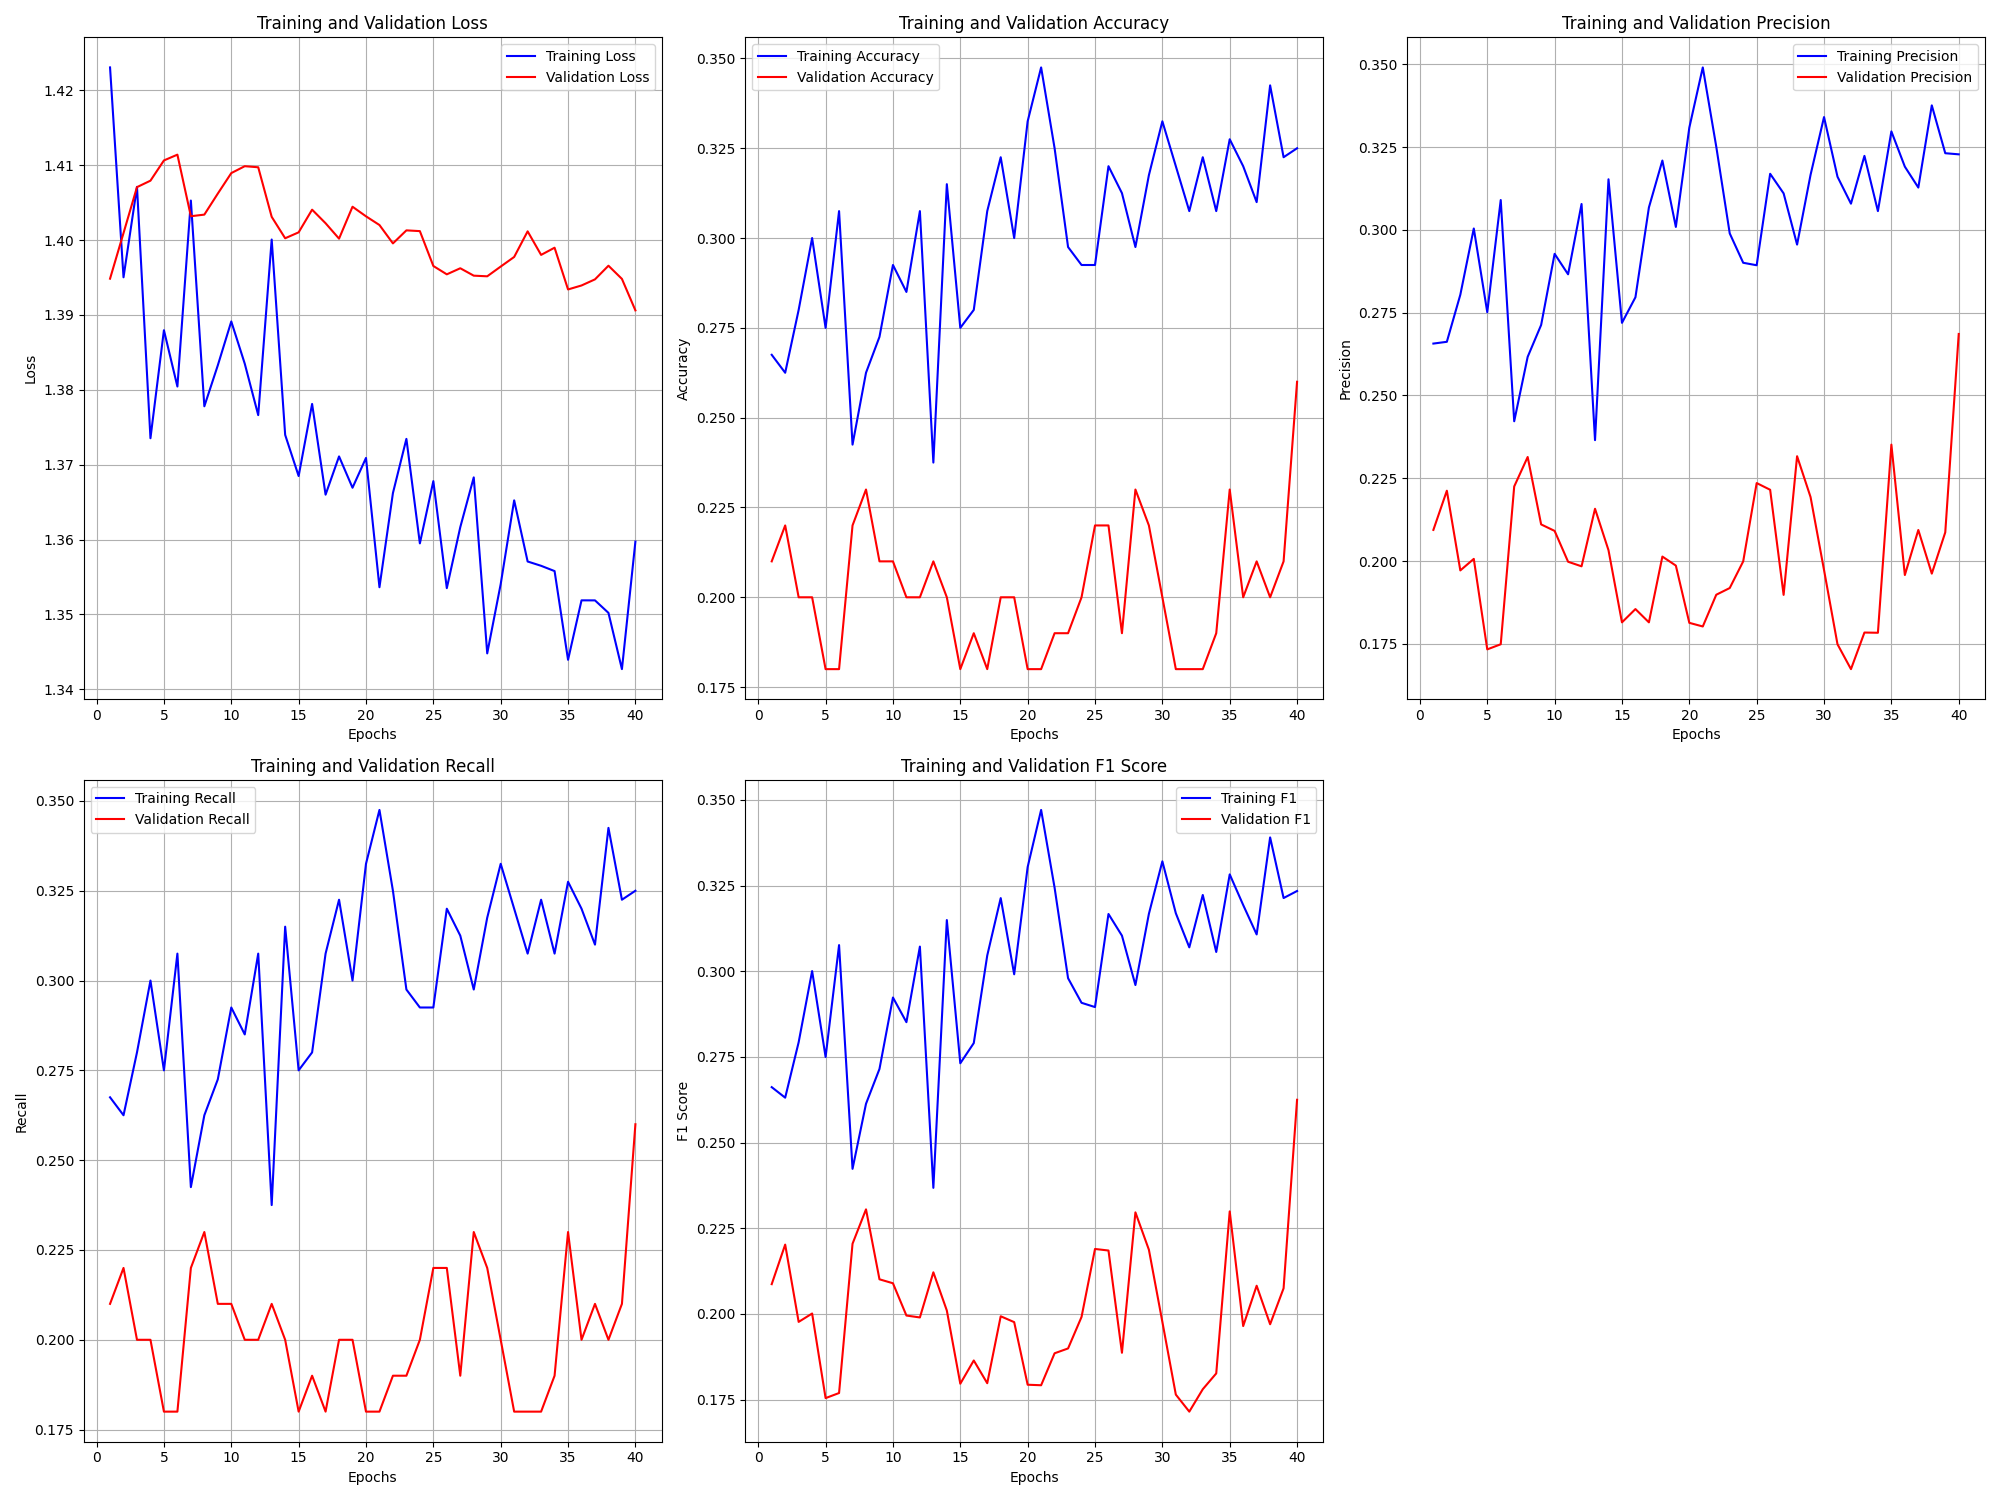 Training and Validation Loss
Training Loss
Validation Loss
1.42
1.41
1.40
1.39
1.38
1.37
1.36
1.35
1.34
Loss
0 5 10 15 20 25 30 35 40
Epochs
Training and Validation Accuracy
Training Accuracy
Validation Accuracy
0.350
0.325
0.300
0.275
0.250
0.225
0.200
0.175
Accuracy
0 5 10 15 20 25 30 35 40
Epochs
Training and Validation Precision
Training Precision
Validation Precision
0.350
0.325
0.300
0.275
0.250
0.225
0.200
0.175
Precision
0 5 10 15 20 25 30 35 40
Epochs
Training and Validation Recall
Training Recall
Validation Recall
0.350
0.325
0.300
0.275
0.250
0.225
0.200
0.175
Recall
0 5 10 15 20 25 30 35 40
Epochs
Training and Validation F1 Score
Training F1
Validation F1
0.350
0.325
0.300
0.275
0.250
0.225
0.200
0.175
F1 Score
0 5 10 15 20 25 30 35 40
Epochs